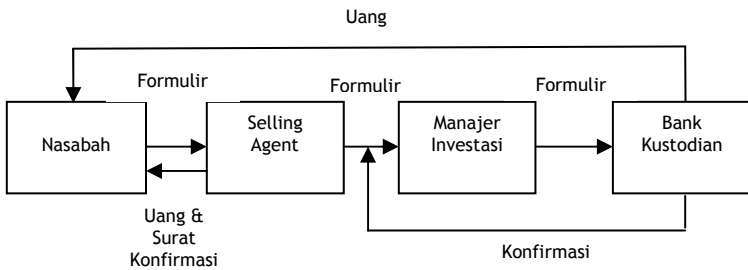 Uang
Formulir
Formulir
Formulir
Nasabah
Selling
Agent
Manajer
Investasi
Bank
Kustodian
Uang &
Surat
Konfirmasi
Konfirmasi